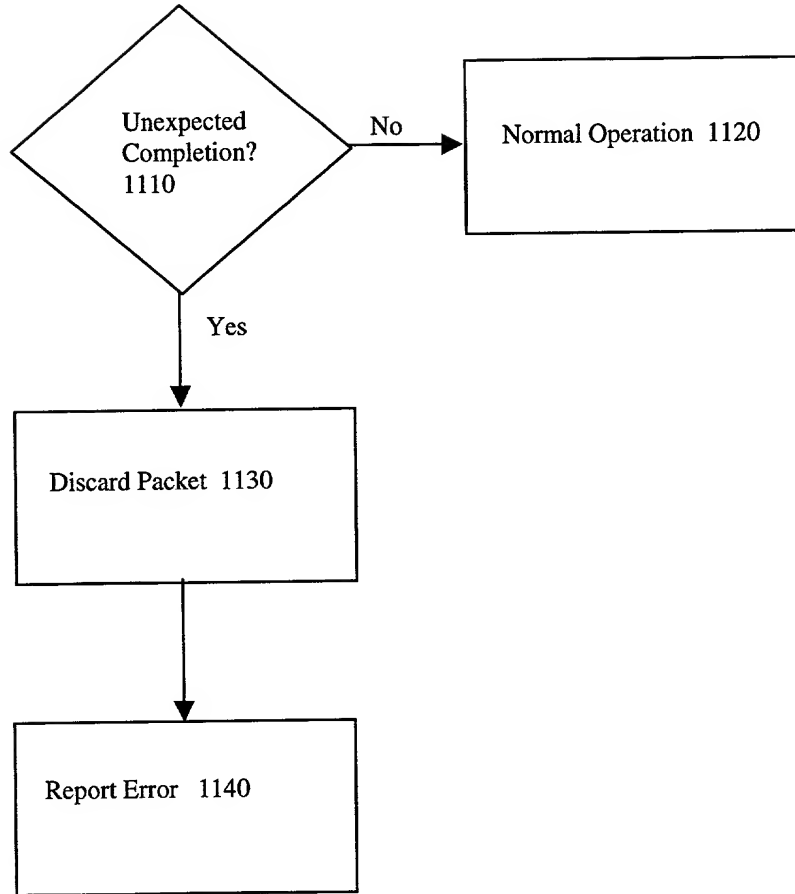 Unexpected
Completion?
1110
No
Normal Operation 1120
Yes
Discard Packet 1130
Report Error 1140